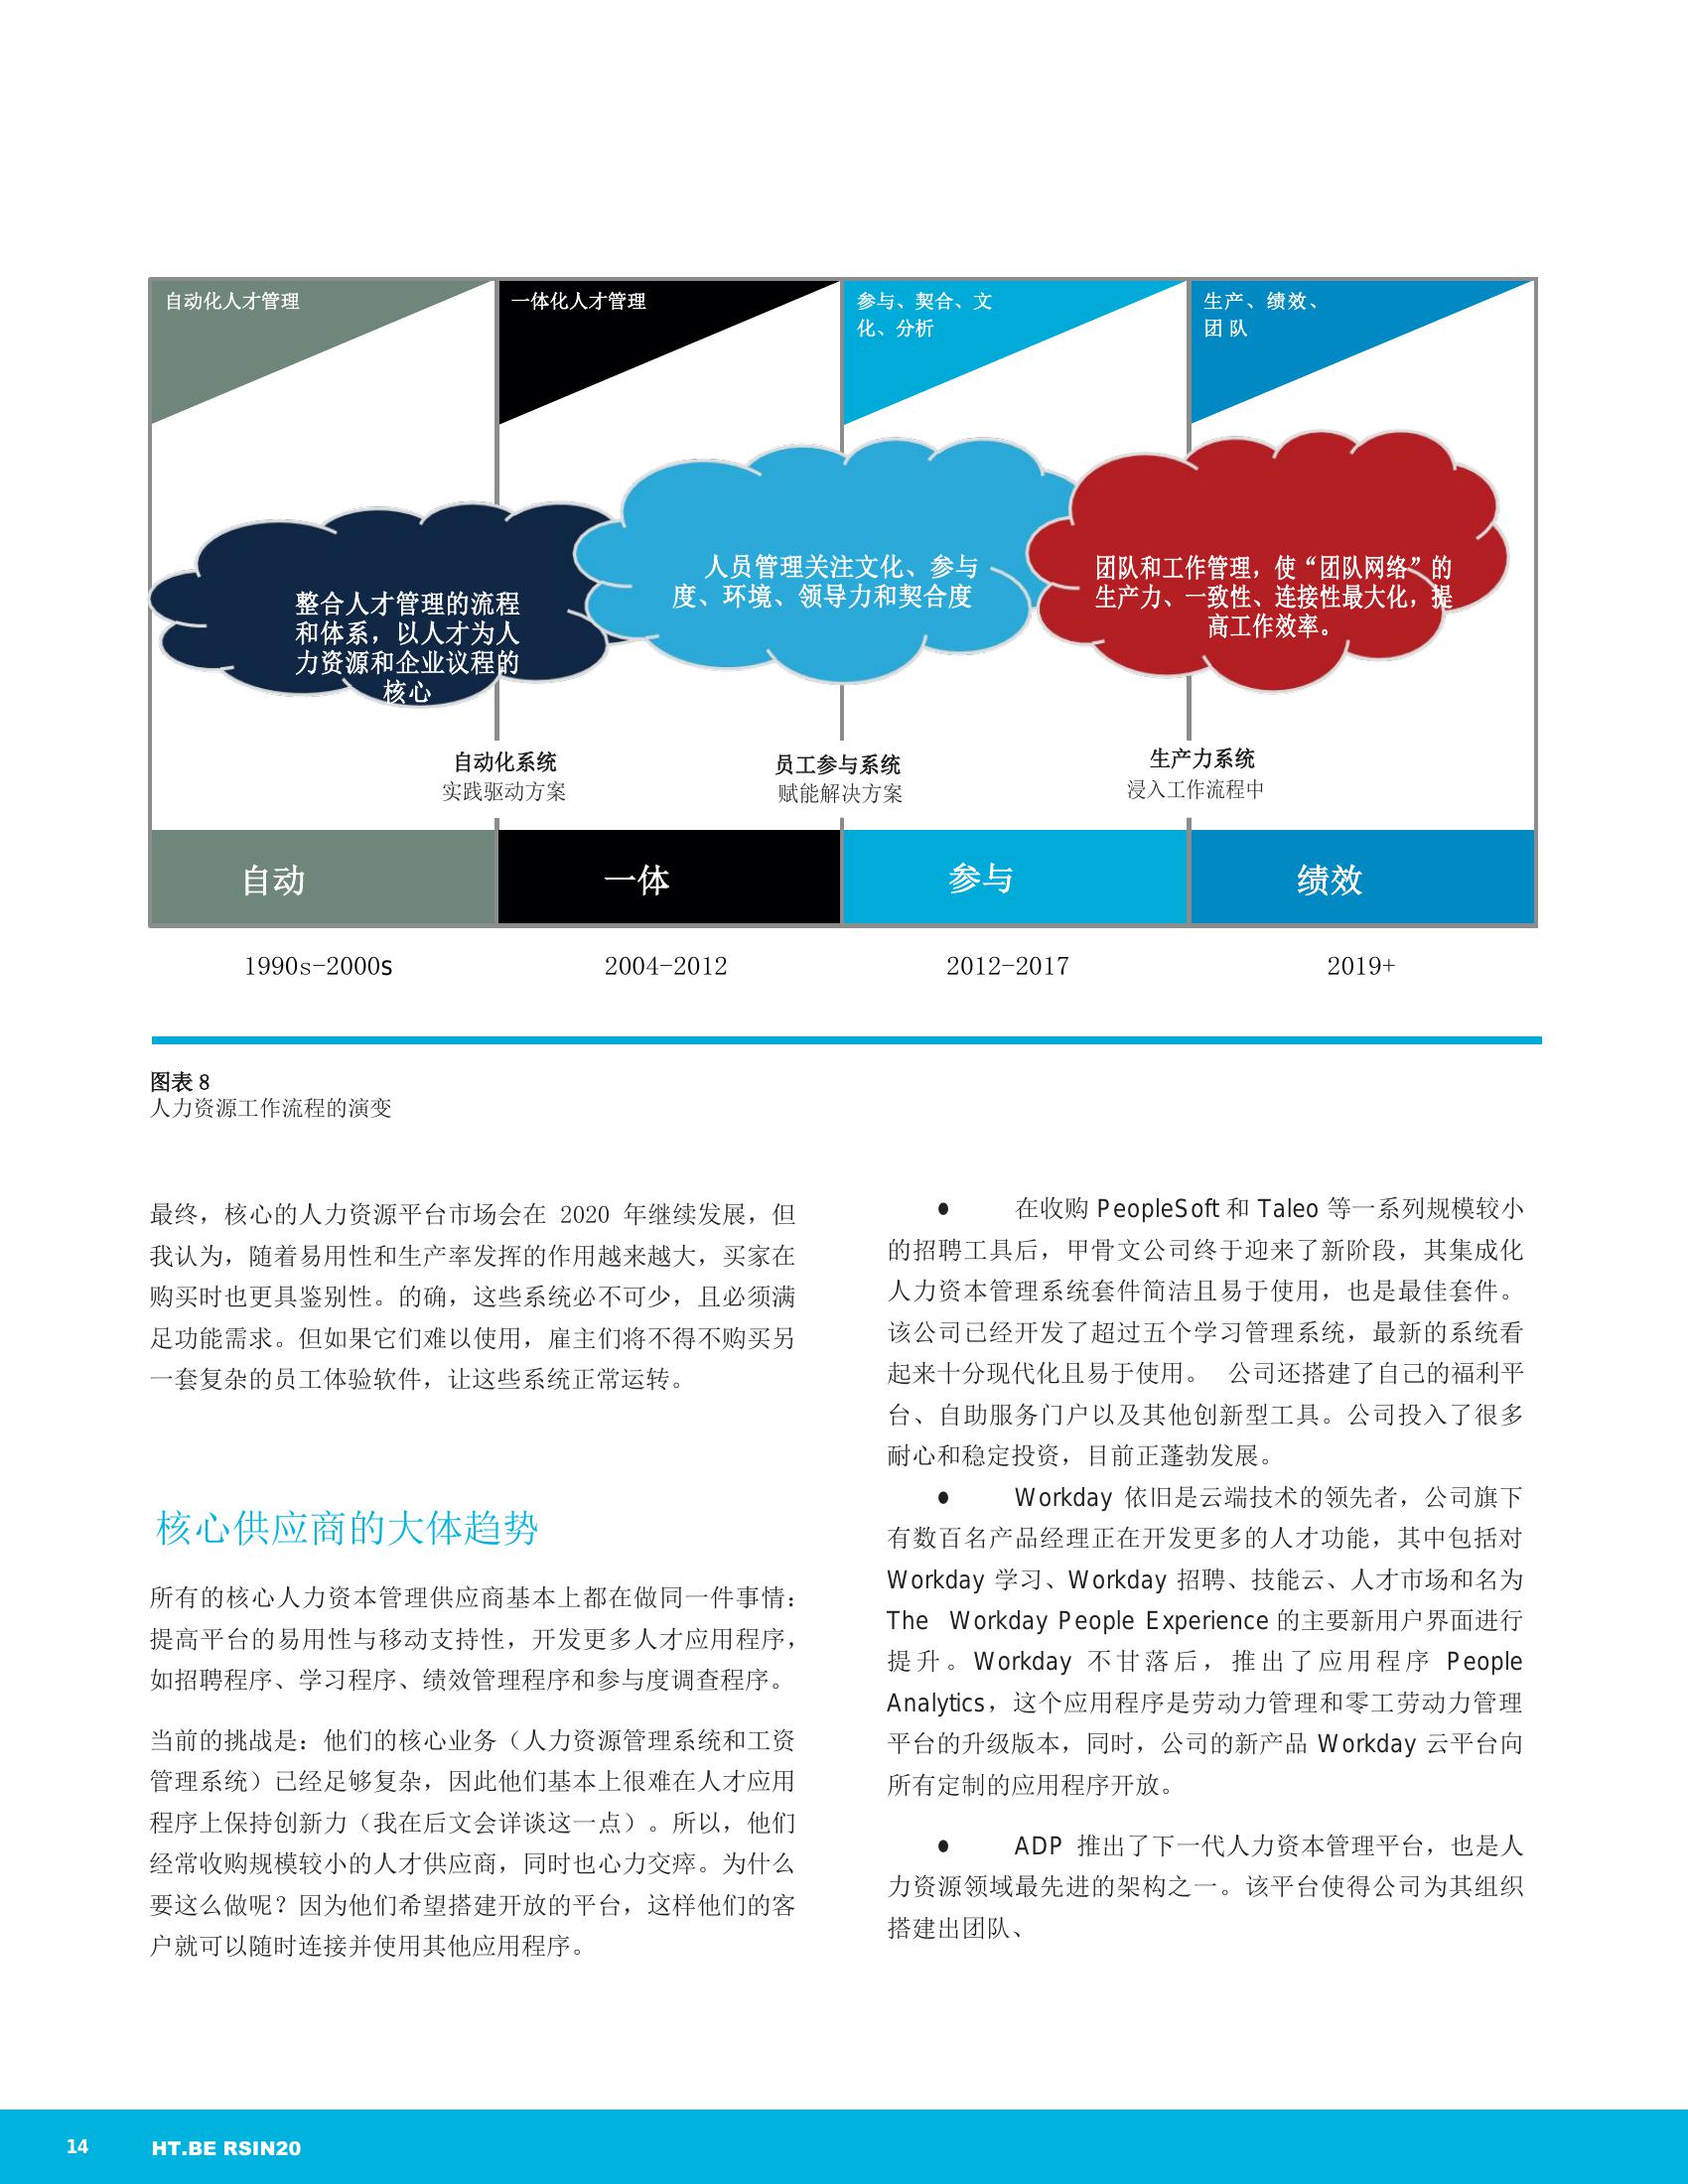 自动化人才管理
一体化人才管理
参与、契合、文
化、分析
生产、绩效、
团 队
整合人才管理的流程
和体系，以人才为人
力资源和企业议程的
核心
人员管理关注文化、参与
度、环境、领导力和契合度
团队和工作管理，使“团队网络”的
生产力、一致性、连接性最大化，提
高工作效率。
自动化系统
实践驱动方案
员工参与系统
赋能解决方案
生产力系统
浸入工作流程中
自动
一体
参与
绩效
1990s-2000s
2004-2012
2012-2017
2019+
图表 8
人力资源工作流程的演变
最终，核心的人力资源平台市场会在 2020 年继续发展，但
我认为，随着易用性和生产率发挥的作用越来越大，买家在
购买时也更具鉴别性。的确，这些系统必不可少，且必须满
足功能需求。但如果它们难以使用，雇主们将不得不购买另
一套复杂的员工体验软件，让这些系统正常运转。
核心供应商的大体趋势
所有的核心人力资本管理供应商基本上都在做同一件事情：
提高平台的易用性与移动支持性，开发更多人才应用程序，
如招聘程序、学习程序、绩效管理程序和参与度调查程序。
当前的挑战是：他们的核心业务（人力资源管理系统和工资
管理系统）已经足够复杂，因此他们基本上很难在人才应用
程序上保持创新力（我在后文会详谈这一点）。所以，他们
经常收购规模较小的人才供应商，同时也心力交瘁。为什么
要这么做呢？因为他们希望搭建开放的平台，这样他们的客
户就可以随时连接并使用其他应用程序。
● 在收购 PeopleSoft 和 Taleo 等一系列规模较小
的招聘工具后，甲骨文公司终于迎来了新阶段，其集成化
人力资本管理系统套件简洁且易于使用，也是最佳套件。
该公司已经开发了超过五个学习管理系统，最新的系统看
起来十分现代化且易于使用。 公司还搭建了自己的福利平
台、自助服务门户以及其他创新型工具。公司投入了很多
耐心和稳定投资，目前正蓬勃发展。
● Workday 依旧是云端技术的领先者，公司旗下
有数百名产品经理正在开发更多的人才功能，其中包括对
Workday 学习、Workday 招聘、技能云、人才市场和名为
The Workday People Experience 的主要新用户界面进行
提升。Workday 不甘落后，推出了应用程序 People
Analytics，这个应用程序是劳动力管理和零工劳动力管理
平台的升级版本，同时，公司的新产品 Workday 云平台向
所有定制的应用程序开放。
● ADP 推出了下一代人力资本管理平台，也是人
力资源领域最先进的架构之一。该平台使得公司为其组织
搭建出团队、
14 HT.BE RSIN20